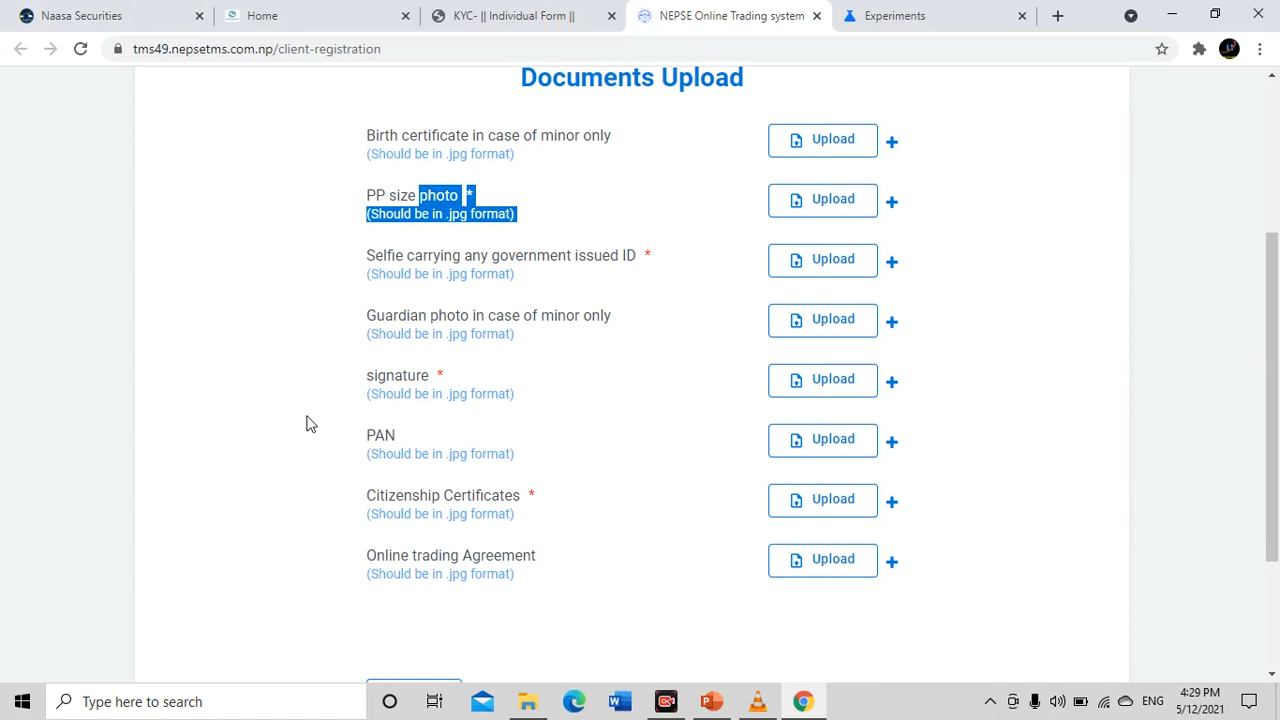 Naasa Securities
Home
KYC- || Individual Form ||
NEPSE Online Trading system
Experiments
tms49.nepsetms.com.np/client-registration
Documents Upload
Birth certificate in case of minor only
(Should be in .jpg format)
Upload
PP size photo *
(Should be in .jpg format)
Upload
Selfie carrying any government issued ID *
(Should be in .jpg format)
Upload
Guardian photo in case of minor only
(Should be in .jpg format)
Upload
signature *
(Should be in .jpg format)
Upload
PAN
(Should be in .jpg format)
Upload
Citizenship Certificates *
(Should be in .jpg format)
Upload
Online trading Agreement
(Should be in .jpg format)
Upload
Type here to search
ENG
4:29 PM
5/12/2021